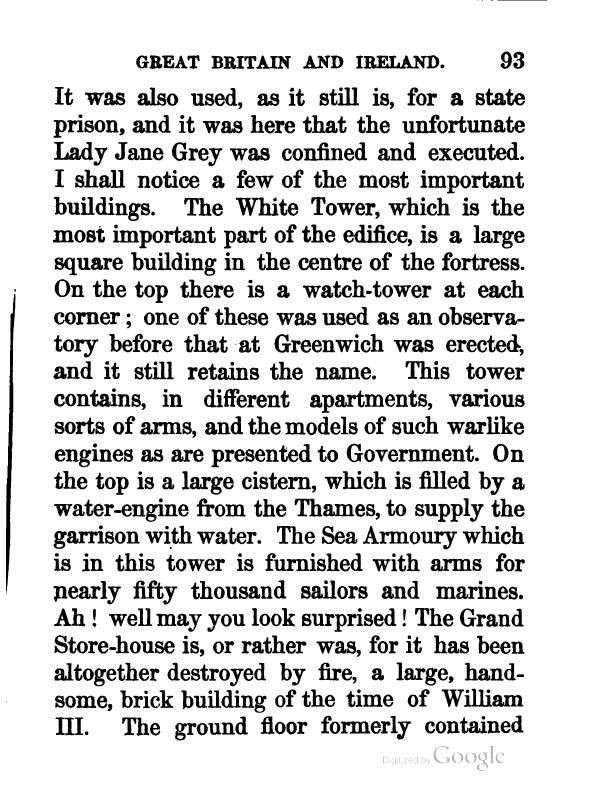 GREAT BRITAIN AND IRELAND. 93
It was also used, as it still is, for a state
prison, and it was here that the unfortunate
Lady Jane Grey was confined and executed.
I shall notice a few of the most important
buildings. The White Tower, which is the
most important part of the edifice, is a large
square building in the centre of the fortress.
On the top there is a watch-tower at each
corner; one of these was used as an observa-
tory before that at Greenwich was erected,
and it still retains the name. This tower
contains, in different apartments, various
sorts of arms, and the models of such warlike
engines as are presented to Government. On
the top is a large cistern, which is filled by a
water-engine from the Thames, to supply the
garrison with water. The Sea Armoury which
is in this tower is furnished with arms for
nearly fifty thousand sailors and marines.
Ah! well may you look surprised! The Grand
Store-house is, or rather was, for it has been
altogether destroyed by fire, a large, hand-
some, brick building of the time of William
III. The ground floor formerly contained
Digitized by Google